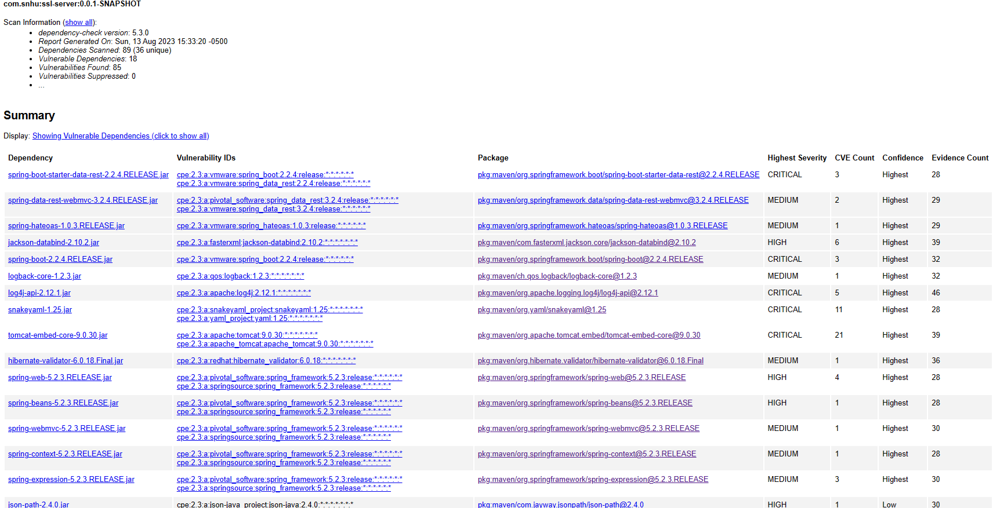 com.snhu:ssl-server:0.0.1-SNAPSHOT
Scan Information (show all):
dependency-check version: 5.3.0
Report Generated On: Sun, 13 Aug 2023 15:33:20 -0500
Dependencies Scanned: 89 (36 unique)
Vulnerable Dependencies: 18
Vulnerabilities Found: 85
Vulnerabilities Suppressed: 0
...
Summary
Display: Showing Vulnerable Dependencies (click to show all)
Dependency Vulnerability IDs Package Highest Severity CVE Count Confidence Evidence Count
spring-boot-starter-data-rest-2.2.4.RELEASE.jar cpe:2.3:a:vmware:spring_boot:2.2.4:release:*:*:*:*:*:* pkg:maven/org.springframework.boot/spring-boot-starter-data-rest@2.2.4.RELEASE CRITICAL 3 Highest 28
cpe:2.3:a:vmware:spring_data_rest:2.2.4:release:*:*:*:*:*:*
spring-data-rest-webmvc-3.2.4.RELEASE.jar cpe:2.3:a:pivotal_software:spring_data_rest:3.2.4:release:*:*:*:*:*:* pkg:maven/org.springframework.data/spring-data-rest-webmvc@3.2.4.RELEASE MEDIUM 2 Highest 29
cpe:2.3:a:vmware:spring_data_rest:3.2.4:release:*:*:*:*:*:*
spring-hateoas-1.0.3.RELEASE.jar cpe:2.3:a:vmware:spring_hateoas:1.0.3:release:*:*:*:*:*:* pkg:maven/org.springframework.hateoas/spring-hateoas@1.0.3.RELEASE MEDIUM 1 Highest 29
jackson-databind-2.10.2.jar cpe:2.3:a:fasterxml:jackson-databind:2.10.2:*:*:*:*:*:*:* pkg:maven/com.fasterxml.jackson.core/jackson-databind@2.10.2 HIGH 6 Highest 39
spring-boot-2.2.4.RELEASE.jar cpe:2.3:a:vmware:spring_boot:2.2.4:release:*:*:*:*:*:* pkg:maven/org.springframework.boot/spring-boot@2.2.4.RELEASE CRITICAL 3 Highest 32
logback-core-1.2.3.jar cpe:2.3:a:qos:logback:1.2.3:*:*:*:*:*:*:* pkg:maven/ch.qos.logback/logback-core@1.2.3 MEDIUM 1 Highest 32
log4j-api-2.12.1.jar cpe:2.3:a:apache:log4j:2.12.1:*:*:*:*:*:*:* pkg:maven/org.apache.logging.log4j/log4j-api@2.12.1 CRITICAL 5 Highest 46
snakeyaml-1.25.jar cpe:2.3:a:snakeyaml_project:snakeyaml:1.25:*:*:*:*:*:*:* pkg:maven/org.yaml/snakeyaml@1.25 CRITICAL 11 Highest 28
cpe:2.3:a:yaml_project:yaml:1.25:*:*:*:*:*:*:*
tomcat-embed-core-9.0.30.jar cpe:2.3:a:apache:tomcat:9.0.30:*:*:*:*:*:*:* pkg:maven/org.apache.tomcat.embed/tomcat-embed-core@9.0.30 CRITICAL 21 Highest 39
cpe:2.3:a:apache_tomcat:apache_tomcat:9.0.30:*:*:*:*:*:*:*
hibernate-validator-6.0.18.Final.jar cpe:2.3:a:redhat:hibernate_validator:6.0.18:*:*:*:*:*:*:* pkg:maven/org.hibernate.validator/hibernate-validator@6.0.18.Final MEDIUM 1 Highest 36
spring-web-5.2.3.RELEASE.jar cpe:2.3:a:pivotal_software:spring_framework:5.2.3:release:*:*:*:*:*:* pkg:maven/org.springframework/spring-web@5.2.3.RELEASE HIGH 4 Highest 28
cpe:2.3:a:springsource:spring_framework:5.2.3:release:*:*:*:*:*:*
spring-beans-5.2.3.RELEASE.jar cpe:2.3:a:pivotal_software:spring_framework:5.2.3:release:*:*:*:*:*:* pkg:maven/org.springframework/spring-beans@5.2.3.RELEASE HIGH 1 Highest 28
cpe:2.3:a:springsource:spring_framework:5.2.3:release:*:*:*:*:*:*
spring-webmvc-5.2.3.RELEASE.jar cpe:2.3:a:pivotal_software:spring_framework:5.2.3:release:*:*:*:*:*:* pkg:maven/org.springframework/spring-webmvc@5.2.3.RELEASE MEDIUM 1 Highest 30
cpe:2.3:a:springsource:spring_framework:5.2.3:release:*:*:*:*:*:*
spring-context-5.2.3.RELEASE.jar cpe:2.3:a:pivotal_software:spring_framework:5.2.3:release:*:*:*:*:*:* pkg:maven/org.springframework/spring-context@5.2.3.RELEASE MEDIUM 1 Highest 28
cpe:2.3:a:springsource:spring_framework:5.2.3:release:*:*:*:*:*:*
spring-expression-5.2.3.RELEASE.jar cpe:2.3:a:pivotal_software:spring_framework:5.2.3:release:*:*:*:*:*:* pkg:maven/org.springframework/spring-expression@5.2.3.RELEASE MEDIUM 3 Highest 30
cpe:2.3:a:springsource:spring_framework:5.2.3:release:*:*:*:*:*:*
json-path-2.4.0.jar cpe:2.3:a:json-java_project:json-java:2.4.0:*:*:*:*:*:*:* pkg:maven/com.jayway.jsonpath/json-path@2.4.0 HIGH 1 Low 30